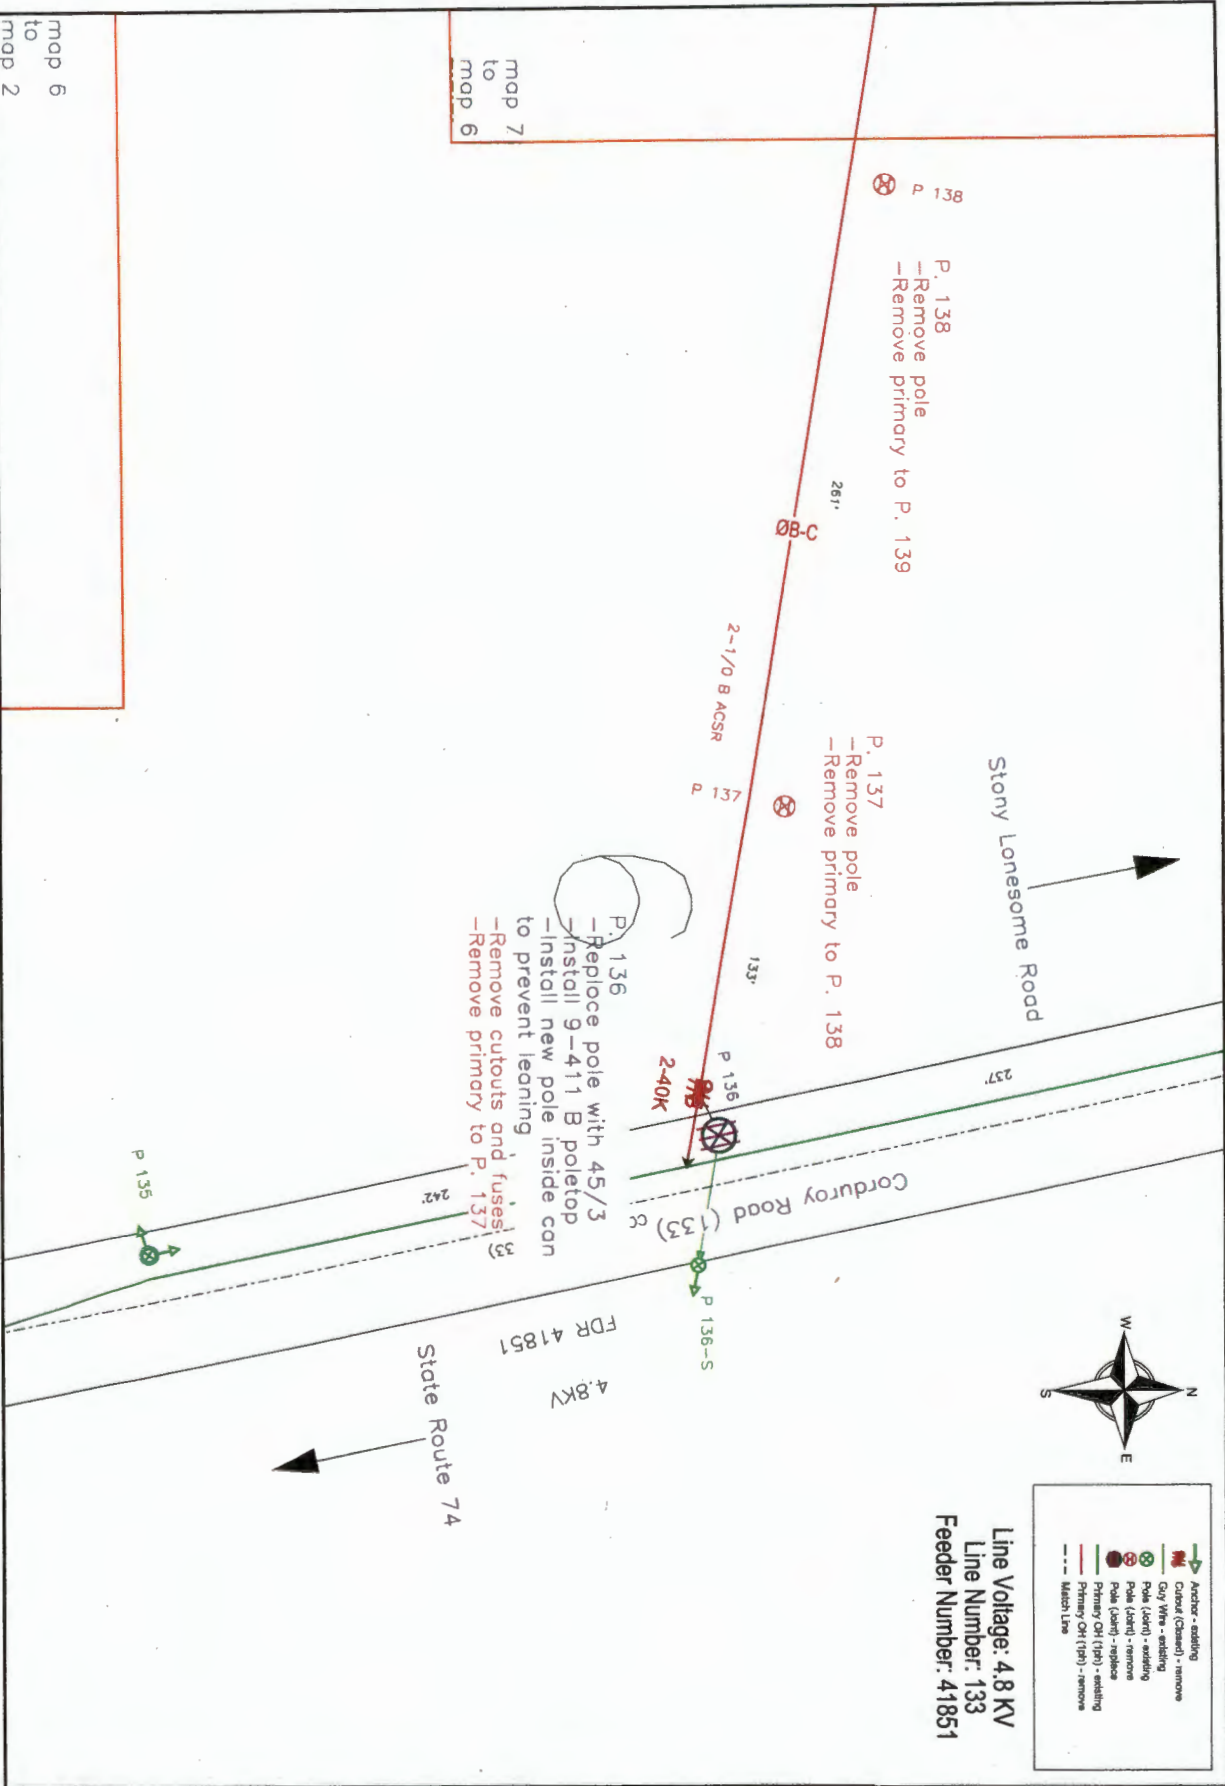 map 6
to
map 2
map 7
to
map 6
P 138
P. 138
-Remove pole
-Remove primary to P. 139
261'
ØB-C
2-1/0 B ACSR
P 137
P. 137
-Remove pole
-Remove primary to P. 138
Stony Lonesome Road
133'
P 136
2-40K
P. 136
-Reploce pole with 45/3
-Install 9-411 B poletop
-Install new pole inside can
to prevent leaning
-Remove cutouts and fuses
-Remove primary to P. 137
237'
Corduroy Road (133) cc
33)
242'
P 135
P 136-S
FDR 41851
4.8KV
State Route 74
N
E
S
W
Anchor - existing
Cutout (Closed) - remove
Guy Wire - existing
Pole (Joint) - existing
Pole (Joint) - remove
Pole (Joint) - replace
Primary OH (1ph) - existing
Primary OH (1ph) - remove
Match Line
Line Voltage: 4.8 KV
Line Number: 133
Feeder Number: 41851